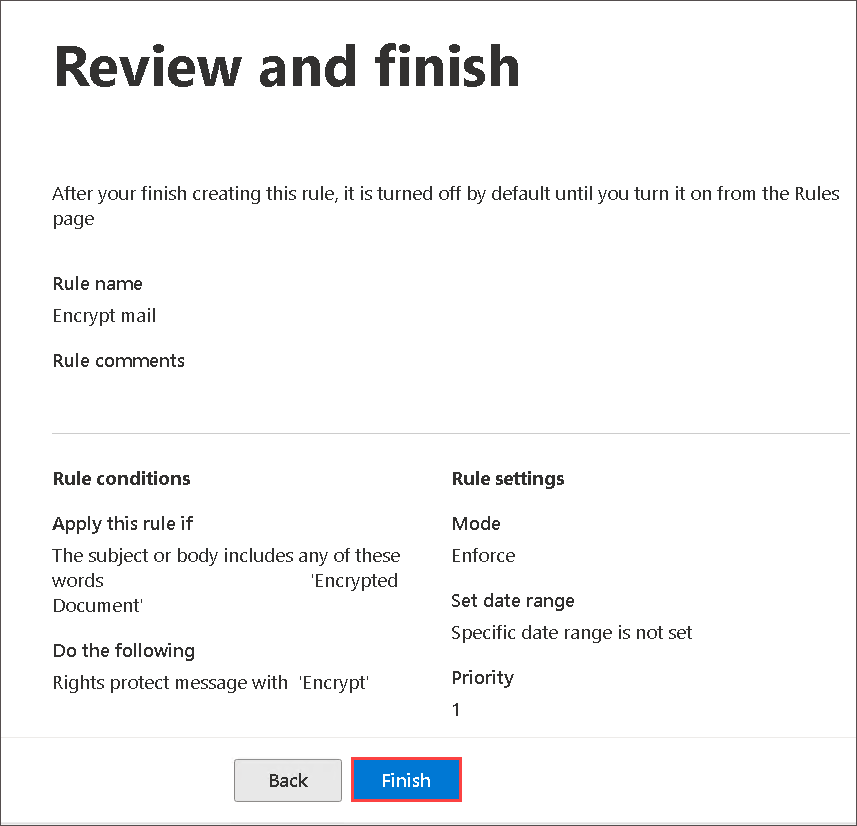 Review and finish
After your finish creating this rule, it is turned off by default until you turn it on from the Rules
page
Rule name
Encrypt mail
Rule comments
Rule conditions
Apply this rule if
The subject or body includes any of these
words 'Encrypted
Document'
Do the following
Rights protect message with 'Encrypt'
Rule settings
Mode
Enforce
Set date range
Specific date range is not set
Priority
1
Back
Finish